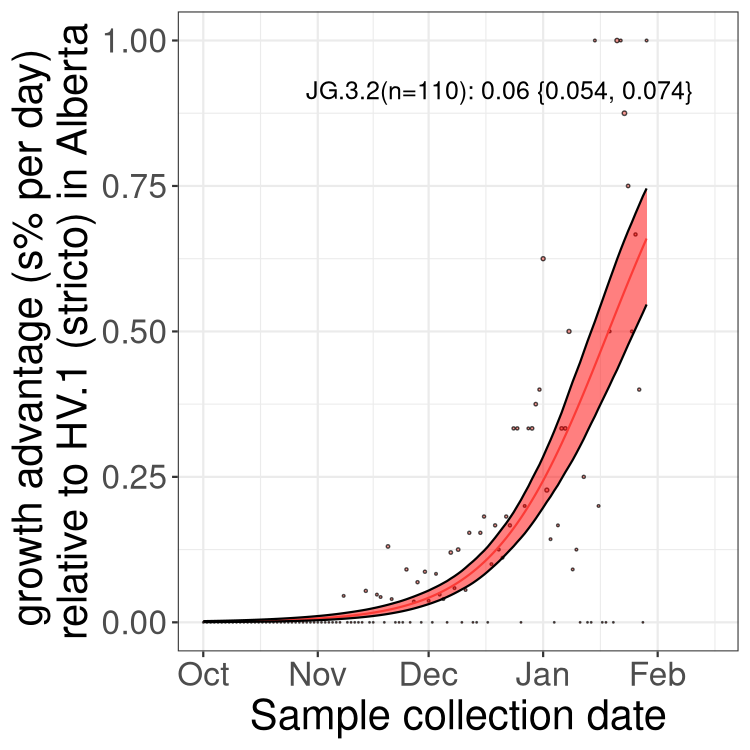 growth advantage (s% per day)
relative to HV.1 (stricto) in Alberta
1.00
0.75
0.50
0.25
0.00
JG.3.2(n=110): 0.06 {0.054, 0.074}
Oct Nov Dec Jan Feb
Sample collection date